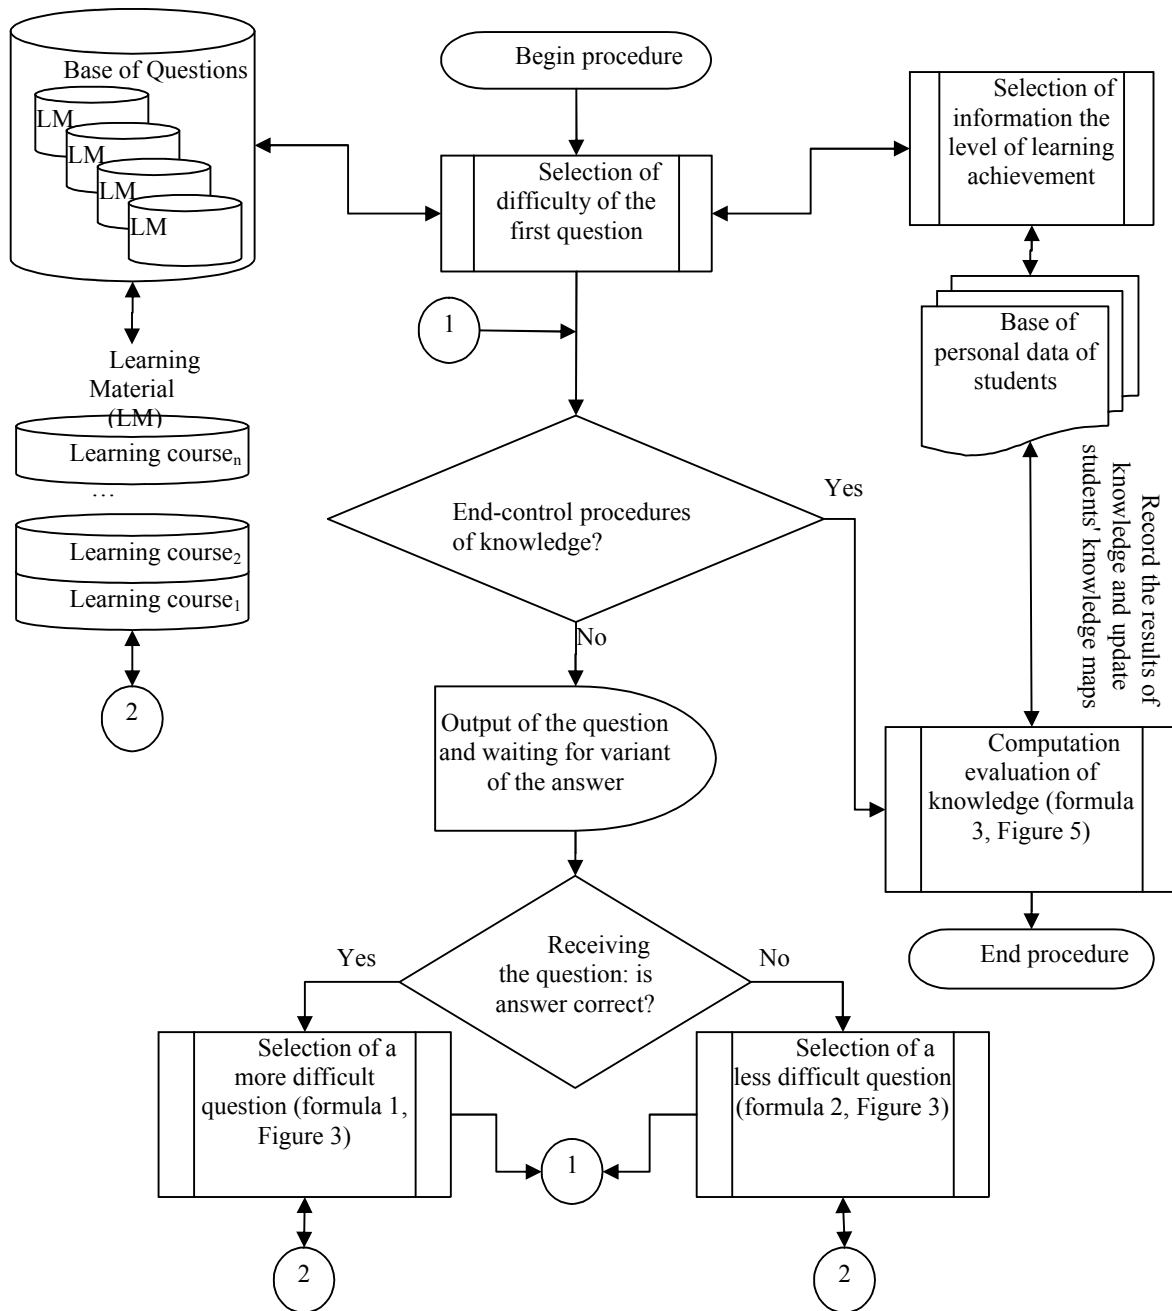 Begin procedure
Base of Questions
LM
LM
LM
LM
Selection of
information the
level of learning
achievement
Selection of
difficulty of the
first question
1
Base of
personal data of
students
Learning
Material
(LM)
Learning courseₙ
…
Learning course₂
Learning course₁
2
End-control procedures
of knowledge?
Yes
No
Record the results of
knowledge and update
students' knowledge maps
Output of the question
and waiting for variant
of the answer
Computation
evaluation of
knowledge (formula
3, Figure 5)
End procedure
Receiving
the question: is
answer correct?
Yes
No
Selection of a
more difficult
question (formula 1,
Figure 3)
Selection of a
less difficult question
(formula 2, Figure 3)
1
2
2